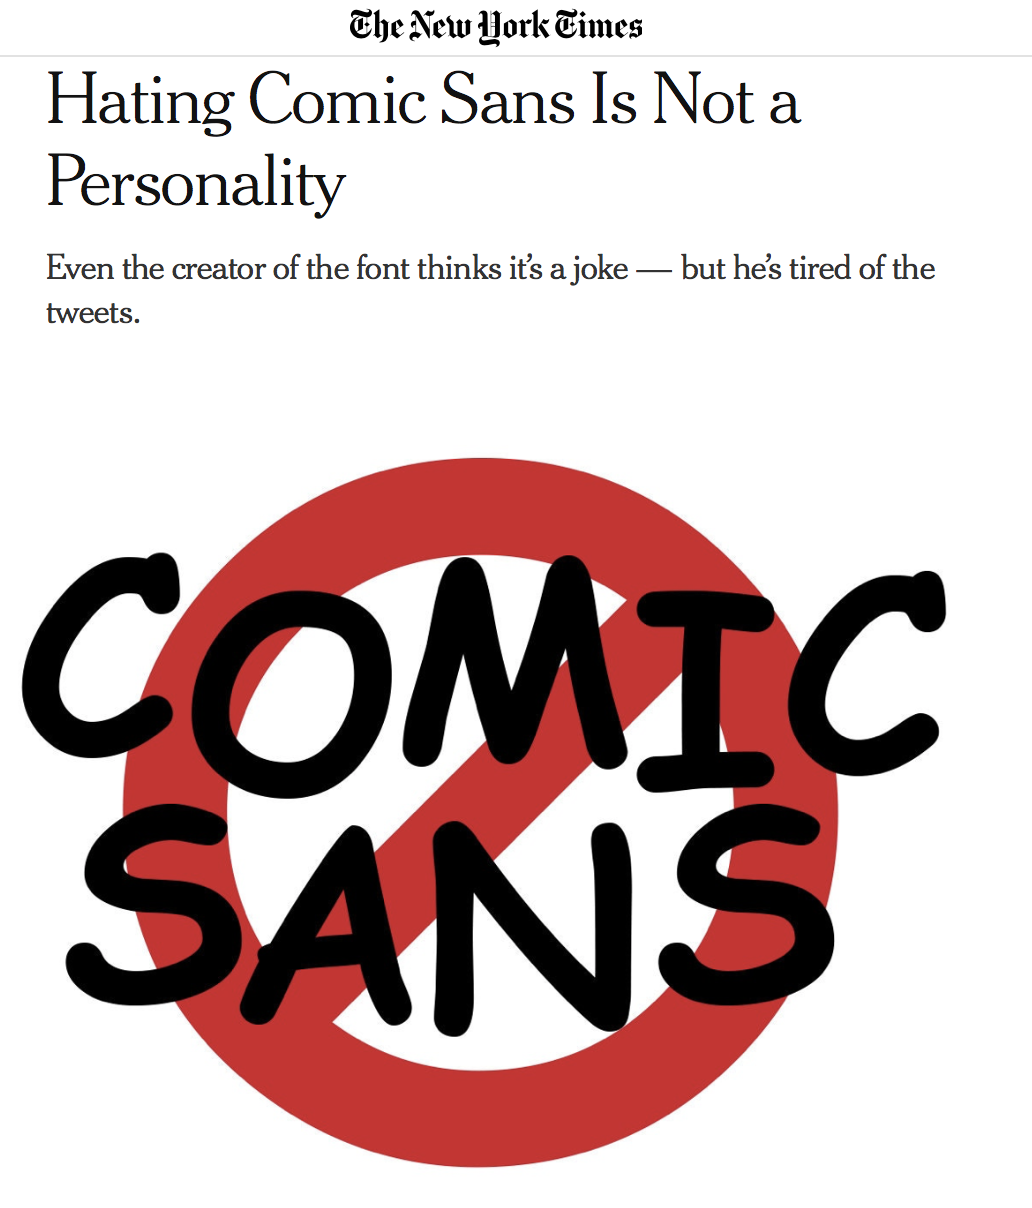 The New York Times
Hating Comic Sans Is Not a
Personality
Even the creator of the font thinks it’s a joke — but he’s tired of the
tweets.
COMIC
SANS